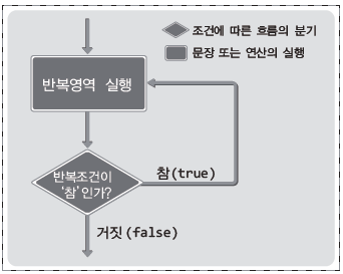 조건에 따른 흐름의 분기
문장 또는 연산의 실행
반복영역 실행
참(true)
반복조건이
'참'인가?
거짓(false)